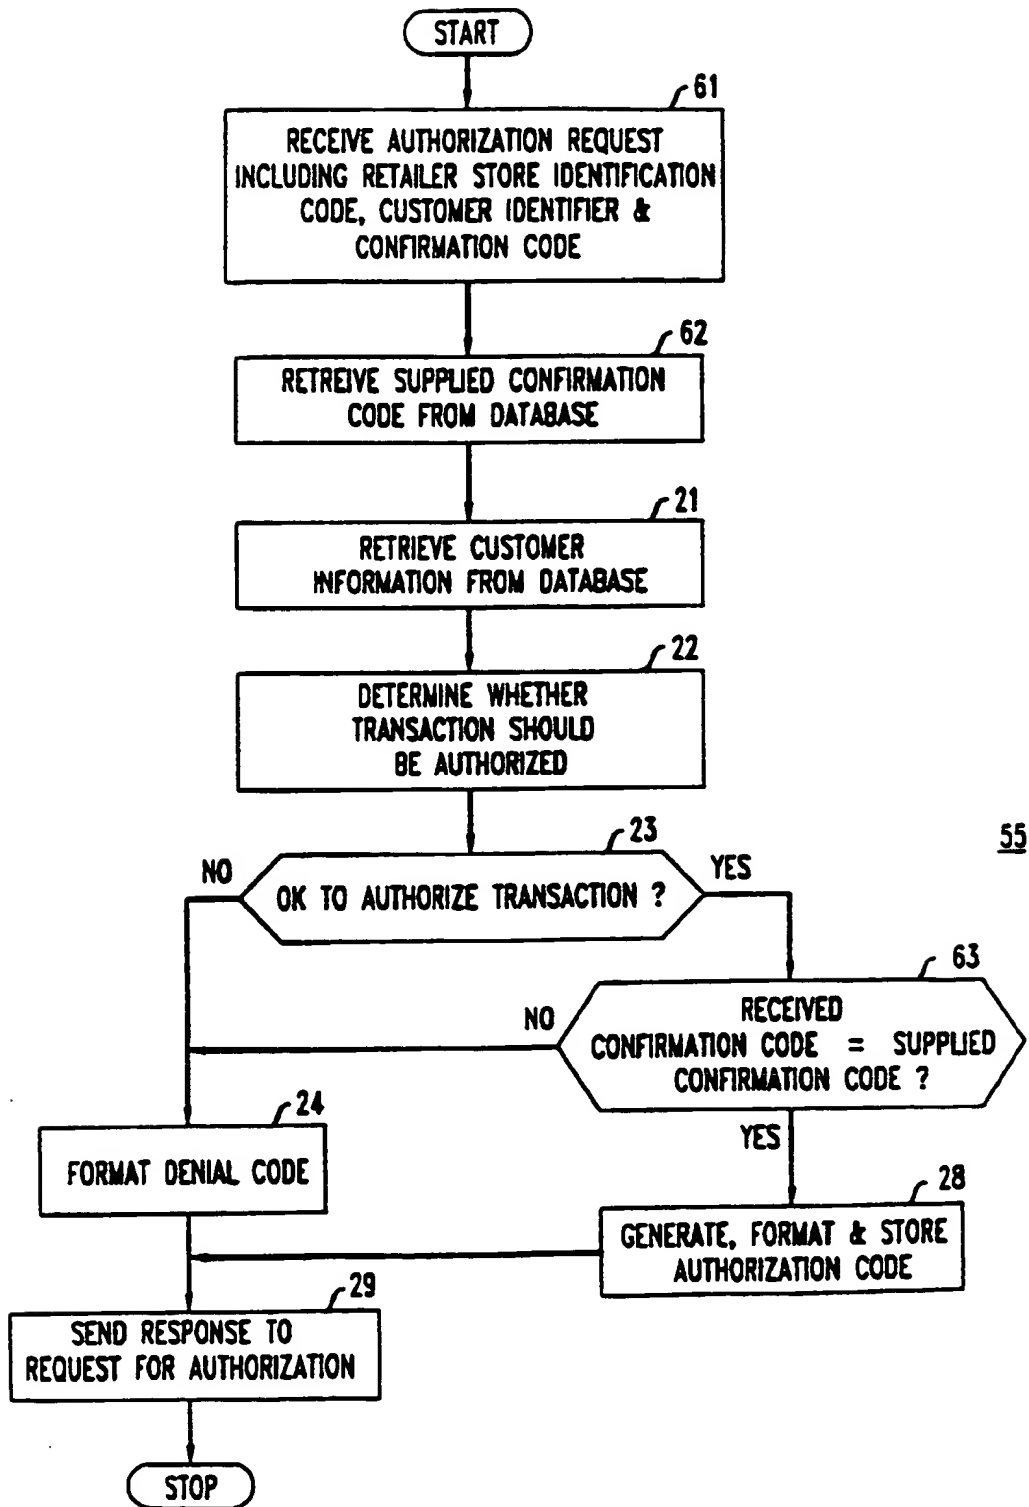 START
61
RECEIVE AUTHORIZATION REQUEST
INCLUDING RETAILER STORE IDENTIFICATION
CODE, CUSTOMER IDENTIFIER &
CONFIRMATION CODE
62
RETREIVE SUPPLIED CONFIRMATION
CODE FROM DATABASE
21
RETRIEVE CUSTOMER
INFORMATION FROM DATABASE
22
DETERMINE WHETHER
TRANSACTION SHOULD
BE AUTHORIZED
55
23
NO
OK TO AUTHORIZE TRANSACTION ?
YES
63
NO
RECEIVED
CONFIRMATION CODE = SUPPLIED
CONFIRMATION CODE ?
YES
24
FORMAT DENIAL CODE
28
GENERATE, FORMAT & STORE
AUTHORIZATION CODE
29
SEND RESPONSE TO
REQUEST FOR AUTHORIZATION
STOP